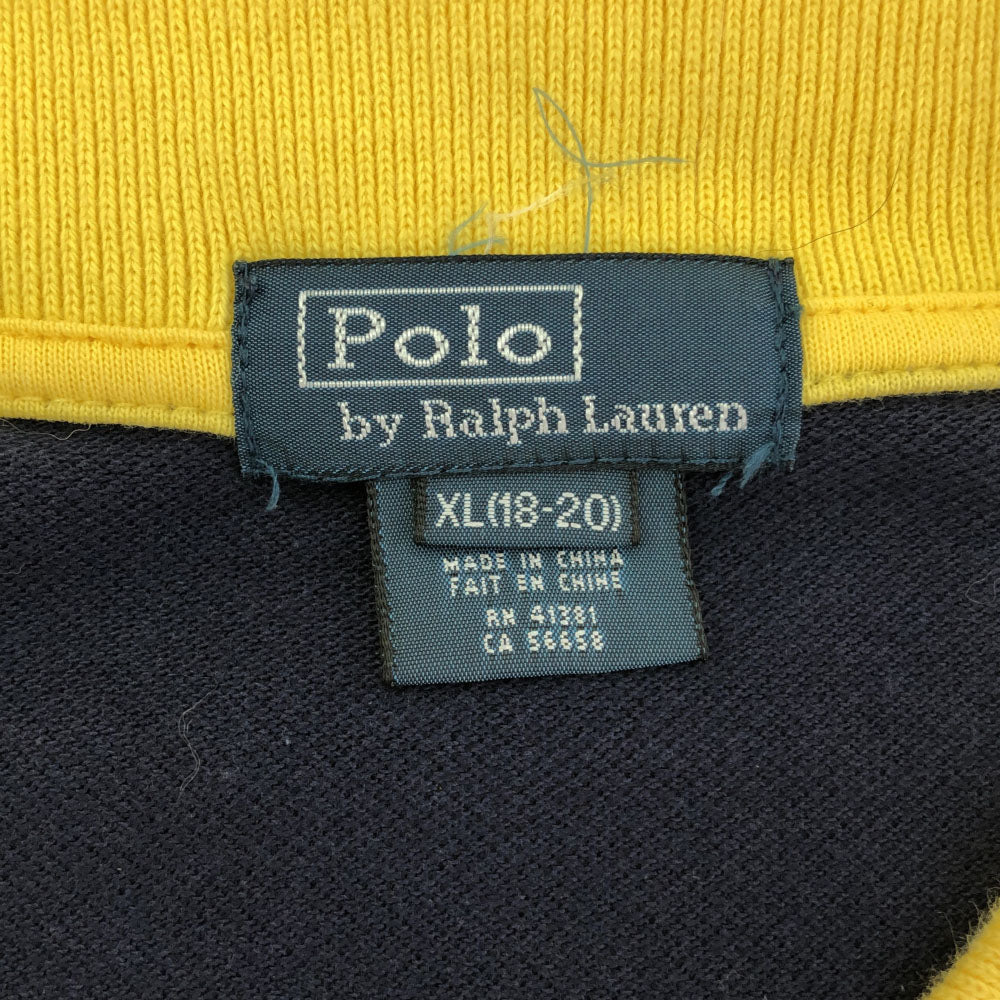 Polo
by Ralph Lauren
XL(18-20)
MADE IN CHINA
FAIT EN CHINE
RN 41381
CA 56658